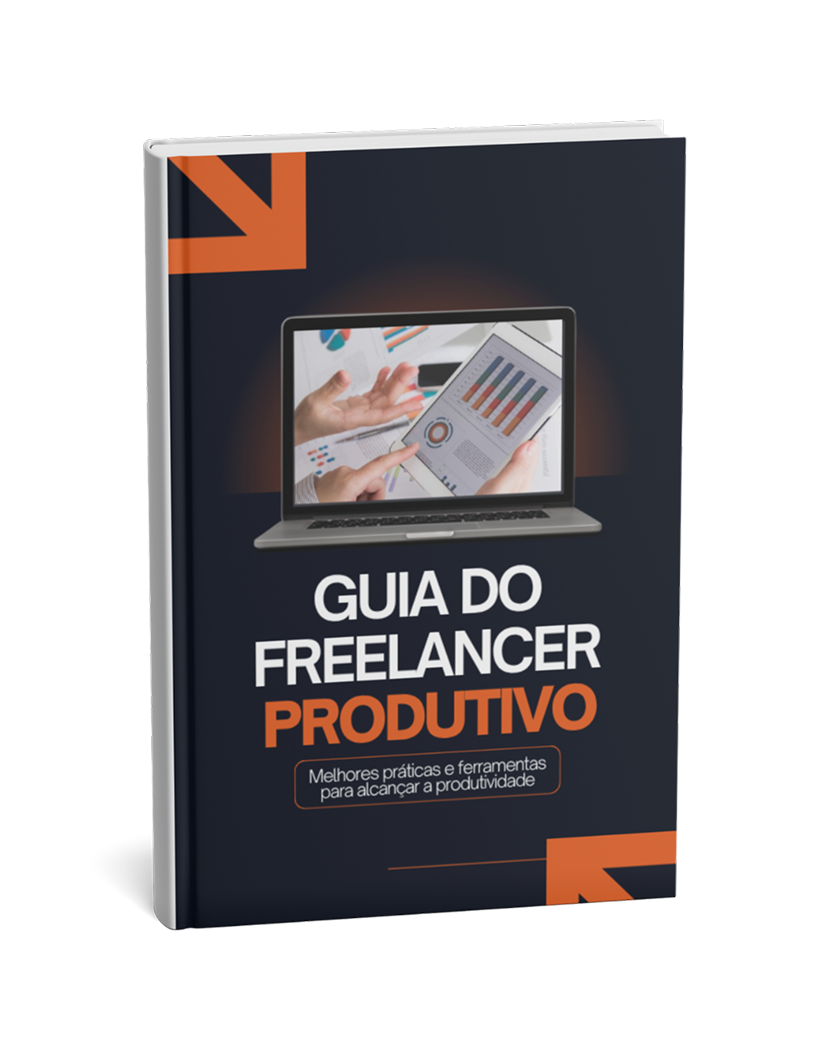 GUIA DO
FREELANCER
PRODUTIVO
Melhores práticas e ferramentas
para alcançar a produtividade